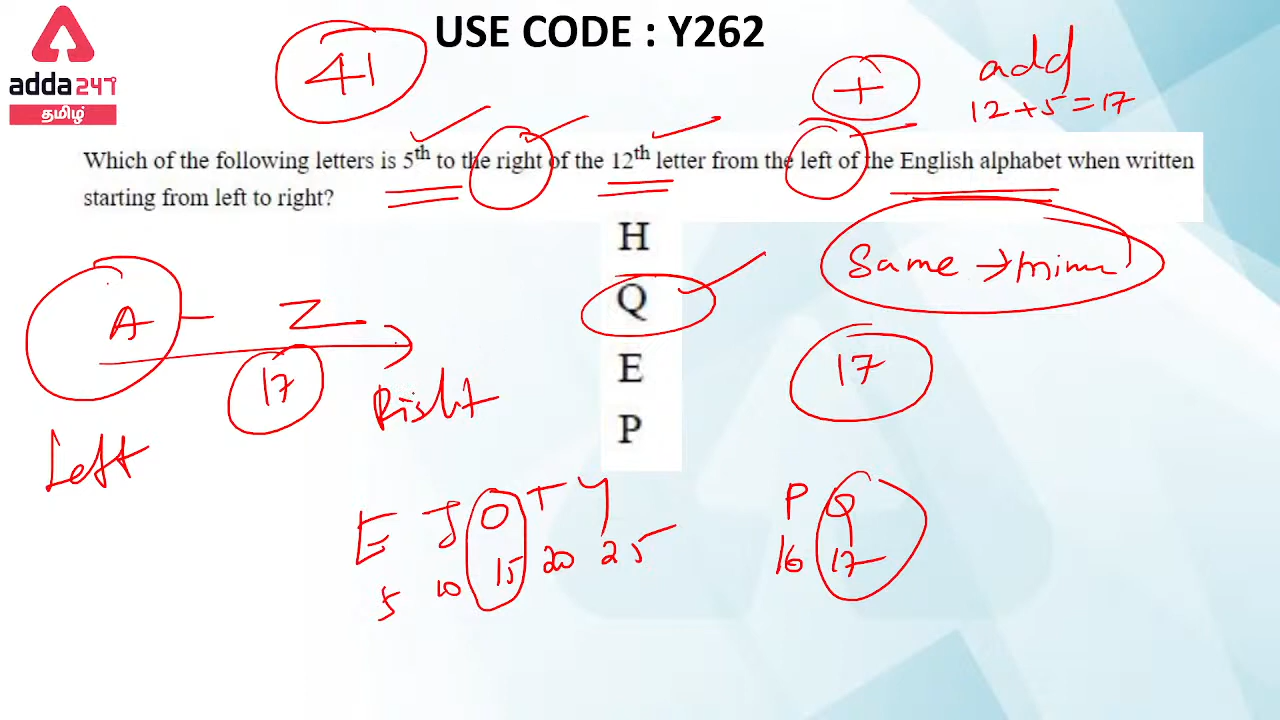 USE CODE : Y262
adda247
தமிழ்
41
+
add
12+5=17
Which of the following letters is 5th to the right of the 12th letter from the left of the English alphabet when written
starting from left to right?
H
Q
E
P
Same → minus
A – Z
17
Left
Right
17
E J O T Y
5 10 15 20 25
P Q
16 17